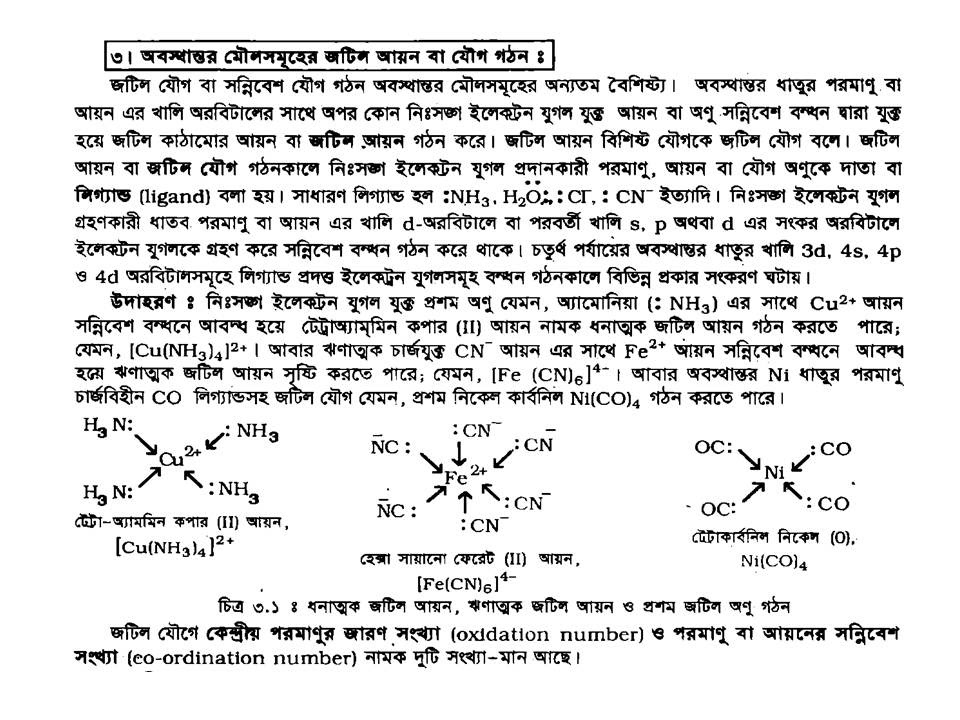 ৩। অবস্থান্তর মৌলসমূহের জটিল আয়ন বা যৌগ গঠন ঃ
জটিল যৌগ বা সন্নিবেশ যৌগ গঠন অবস্থান্তর মৌলসমূহের অন্যতম বৈশিষ্ট্য। অবস্থান্তর ধাতুর পরমাণু বা
আয়ন এর খালি অরবিটালের সাথে অপর কোন নিঃসঙ্গ ইলেকট্রন যুগল যুক্ত আয়ন বা অণু সন্নিবেশ বন্ধন দ্বারা যুক্ত
হয়ে জটিল কাঠামোর আয়ন বা জটিল আয়ন গঠন করে। জটিল আয়ন বিশিষ্ট যৌগকে জটিল যৌগ বলে। জটিল
আয়ন বা জটিল যৌগ গঠনকালে নিঃসঙ্গ ইলেকট্রন যুগল প্রদানকারী পরমাণু, আয়ন বা যৌগ অণুকে দাতা বা
লিগ্যান্ড (ligand) বলা হয়। সাধারণ লিগ্যান্ড হল :NH₃, H₂O:, :Cl⁻, : CN⁻ ইত্যাদি। নিঃসঙ্গ ইলেকট্রন যুগল
গ্রহণকারী ধাতব পরমাণু বা আয়ন এর খালি d-অরবিটালে বা পরবর্তী খালি s, p অথবা d এর সংকর অরবিটালে
ইলেকট্রন যুগলকে গ্রহণ করে সন্নিবেশ বন্ধন গঠন করে থাকে। চতুর্থ পর্যায়ের অবস্থান্তর ধাতুর খালি 3d, 4s, 4p
ও 4d অরবিটালসমূহে লিগ্যান্ড প্রদত্ত ইলেকট্রন যুগলসমূহ বন্ধন গঠনকালে বিভিন্ন প্রকার সংকরণ ঘটায়।
উদাহরণ ঃ নিঃসঙ্গ ইলেকট্রন যুগল যুক্ত প্রশম অণু যেমন, অ্যামোনিয়া (: NH₃) এর সাথে Cu²⁺ আয়ন
সন্নিবেশ বন্ধনে আবদ্ধ হয়ে টেট্রাঅ্যাম্মিন কপার (II) আয়ন নামক ধনাত্মক জটিল আয়ন গঠন করতে পারে;
যেমন, [Cu(NH₃)₄]²⁺। আবার ঋণাত্মক চার্জযুক্ত CN⁻ আয়ন এর সাথে Fe²⁺ আয়ন সন্নিবেশ বন্ধনে আবদ্ধ
হয়ে ঋণাত্মক জটিল আয়ন সৃষ্টি করতে পারে; যেমন, [Fe (CN)₆]⁴⁻। আবার অবস্থান্তর Ni ধাতুর পরমাণু
চার্জবিহীন CO লিগ্যান্ডসহ জটিল যৌগ যেমন, প্রশম নিকেল কার্বনিল Ni(CO)₄ গঠন করতে পারে।
H₃N: :NH₃
Cu²⁺
H₃N: :NH₃
টেট্রা-অ্যামমিন কপার (II) আয়ন,
[Cu(NH₃)₄]²⁺
:CN⁻
⁻NC : :CN⁻
Fe²⁺
⁻NC : :CN⁻
:CN⁻
হেক্সা সায়ানো ফেরেট (II) আয়ন,
[Fe(CN)₆]⁴⁻
OC: :CO
Ni
OC: :CO
টেট্রাকার্বনিল নিকেল (0),
Ni(CO)₄
চিত্র ৩.১ ঃ ধনাত্মক জটিল আয়ন, ঋণাত্মক জটিল আয়ন ও প্রশম জটিল অণু গঠন
জটিল যৌগে কেন্দ্রীয় পরমাণুর জারণ সংখ্যা (oxidation number) ও পরমাণু বা আয়নের সন্নিবেশ
সংখ্যা (co-ordination number) নামক দুটি সংখ্যা-মান আছে।